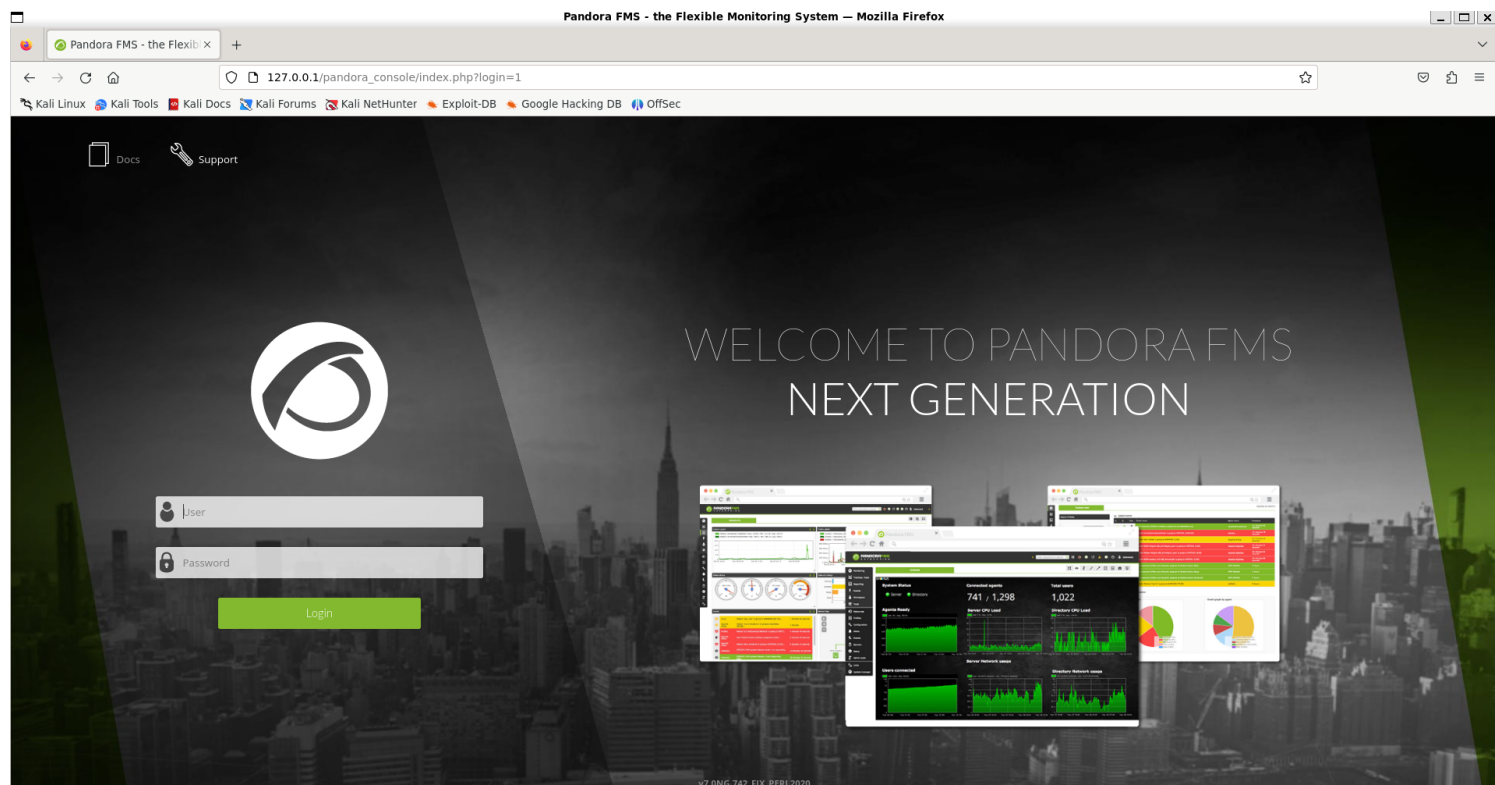 Pandora FMS - the Flexible Monitoring System — Mozilla Firefox
Pandora FMS - the Flexib
127.0.0.1/pandora_console/index.php?login=1
Kali Linux Kali Tools Kali Docs Kali Forums Kali NetHunter Exploit-DB Google Hacking DB OffSec
Docs Support
WELCOME TO PANDORA FMS
NEXT GENERATION
User
Password
Login
System Status Connected agents Total users
Server Directory 741 / 1,298 1,022
Agents Ready Server CPU Load Directory CPU Load
Users connected Server Network usage Directory Network usage
v7.0NG.742_FIX_PERL2020